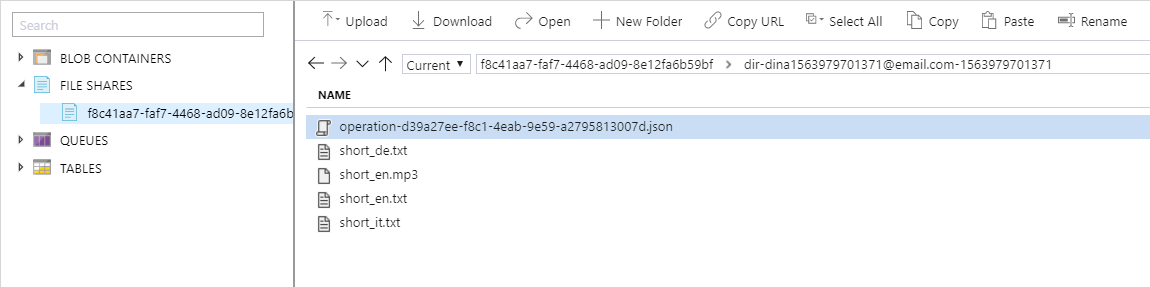 Search
BLOB CONTAINERS
FILE SHARES
f8c41aa7-faf7-4468-ad09-8e12fa6b
QUEUES
TABLES
Upload Download Open New Folder Copy URL Select All Copy Paste Rename
Current f8c41aa7-faf7-4468-ad09-8e12fa6b59bf dir-dina1563979701371@email.com-1563979701371
NAME
operation-d39a27ee-f8c1-4eab-9e59-a2795813007d.json
short_de.txt
short_en.mp3
short_en.txt
short_it.txt